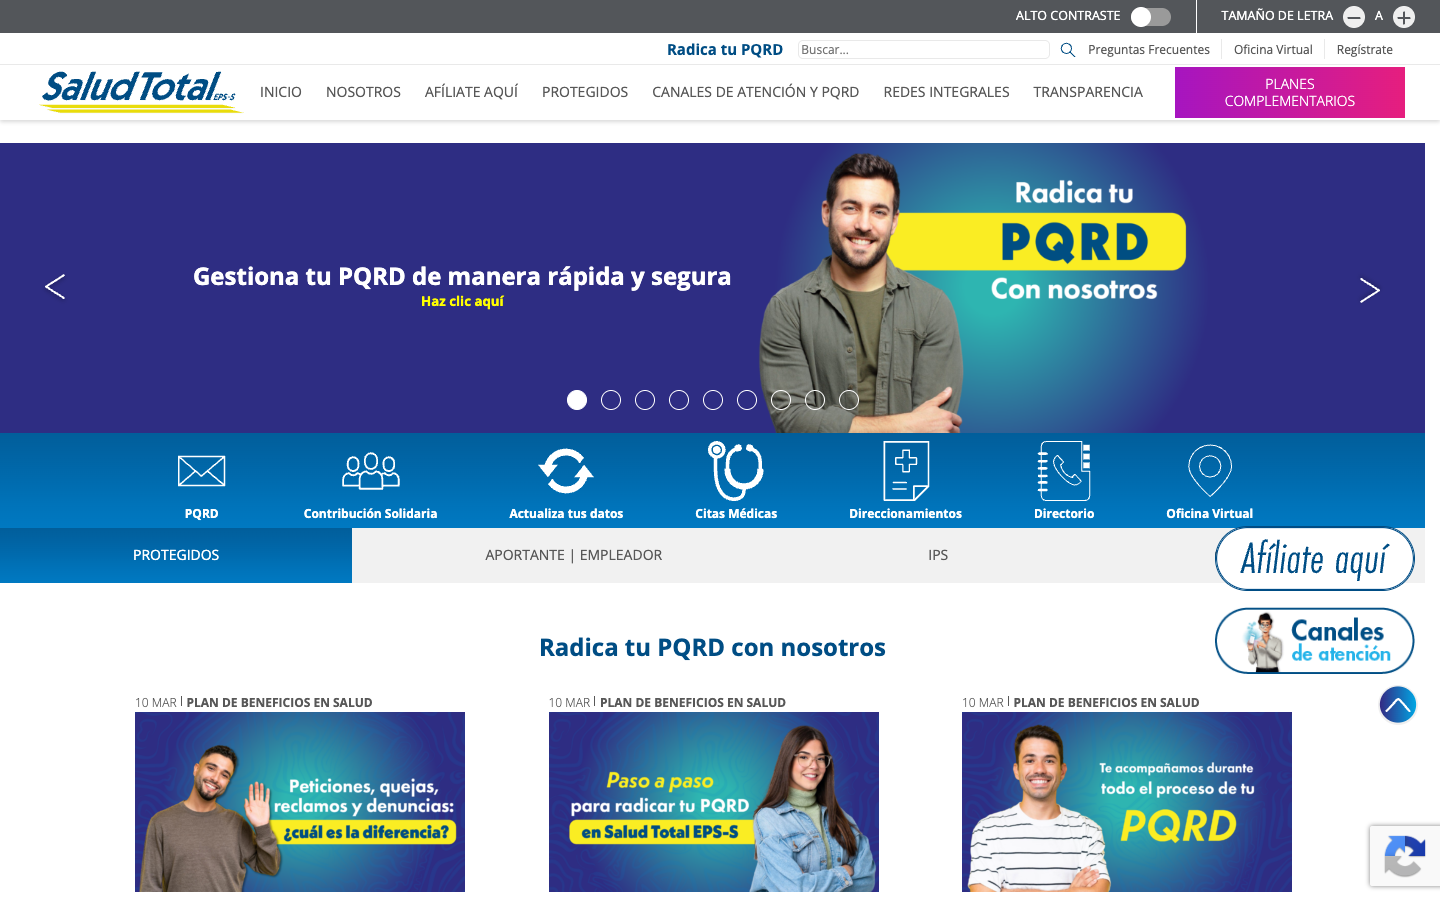 ALTO CONTRASTE
TAMAÑO DE LETRA
A
Radica tu PQRD
Buscar...
Preguntas Frecuentes
Oficina Virtual
Regístrate
Salud Total EPS-S
INICIO
NOSOTROS
AFÍLIATE AQUÍ
PROTEGIDOS
CANALES DE ATENCIÓN Y PQRD
REDES INTEGRALES
TRANSPARENCIA
PLANES
COMPLEMENTARIOS
Radica tu
PQRD
Con nosotros
Gestiona tu PQRD de manera rápida y segura
Haz clic aquí
PQRD
Contribución Solidaria
Actualiza tus datos
Citas Médicas
Direccionamientos
Directorio
Oficina Virtual
PROTEGIDOS
APORTANTE | EMPLEADOR
IPS
Afíliate aquí
Canales
de atención
Radica tu PQRD con nosotros
10 MAR | PLAN DE BENEFICIOS EN SALUD
Peticiones, quejas,
reclamos y denuncias:
¿cuál es la diferencia?
10 MAR | PLAN DE BENEFICIOS EN SALUD
Paso a paso
para radicar tu PQRD
en Salud Total EPS-S
10 MAR | PLAN DE BENEFICIOS EN SALUD
Te acompañamos durante
todo el proceso de tu
PQRD